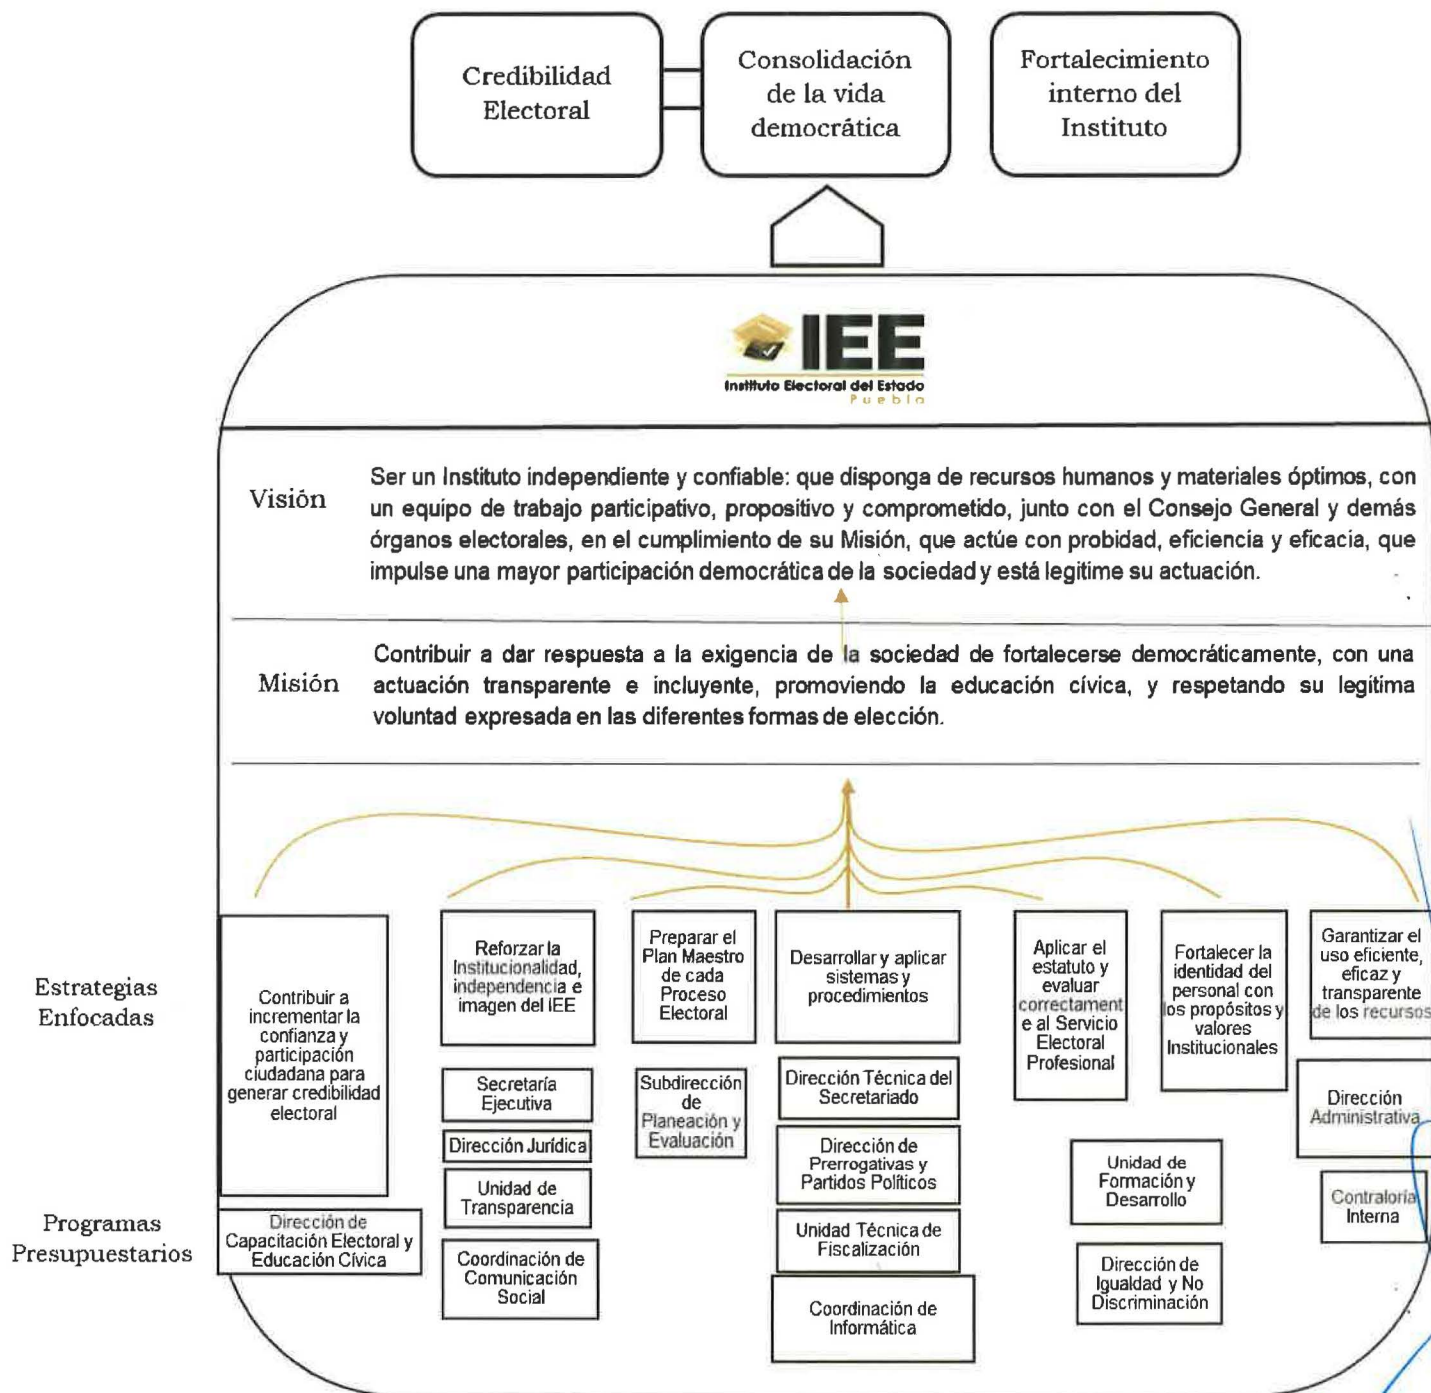 Credibilidad
Electoral
Consolidación
de la vida
democrática
Fortalecimiento
interno del
Instituto
IEE
Instituto Electoral del Estado
Puebla
Visión
Ser un Instituto independiente y confiable: que disponga de recursos humanos y materiales óptimos, con
un equipo de trabajo participativo, propositivo y comprometido, junto con el Consejo General y demás
órganos electorales, en el cumplimiento de su Misión, que actúe con probidad, eficiencia y eficacia, que
impulse una mayor participación democrática de la sociedad y está legitime su actuación.
Misión
Contribuir a dar respuesta a la exigencia de la sociedad de fortalecerse democráticamente, con una
actuación transparente e incluyente, promoviendo la educación cívica, y respetando su legítima
voluntad expresada en las diferentes formas de elección.
Estrategias
Enfocadas
Contribuir a
incrementar la
confianza y
participación
ciudadana para
generar credibilidad
electoral
Reforzar la
Institucionalidad,
independencia e
imagen del IEE
Preparar el
Plan Maestro
de cada
Proceso
Electoral
Desarrollar y aplicar
sistemas y
procedimientos
Aplicar el
estatuto y
evaluar
correctament
e al Servicio
Electoral
Profesional
Fortalecer la
identidad del
personal con
los propósitos y
valores
Institucionales
Garantizar el
uso eficiente,
eficaz y
transparente
de los recursos
Programas
Presupuestarios
Dirección de
Capacitación Electoral y
Educación Cívica
Secretaría
Ejecutiva
Dirección Jurídica
Unidad de
Transparencia
Coordinación de
Comunicación
Social
Subdirección
de
Planeación y
Evaluación
Dirección Técnica del
Secretariado
Dirección de
Prerrogativas y
Partidos Políticos
Unidad Técnica de
Fiscalización
Coordinación de
Informática
Unidad de
Formación y
Desarrollo
Dirección de
Igualdad y No
Discriminación
Dirección
Administrativa
Contraloría
Interna